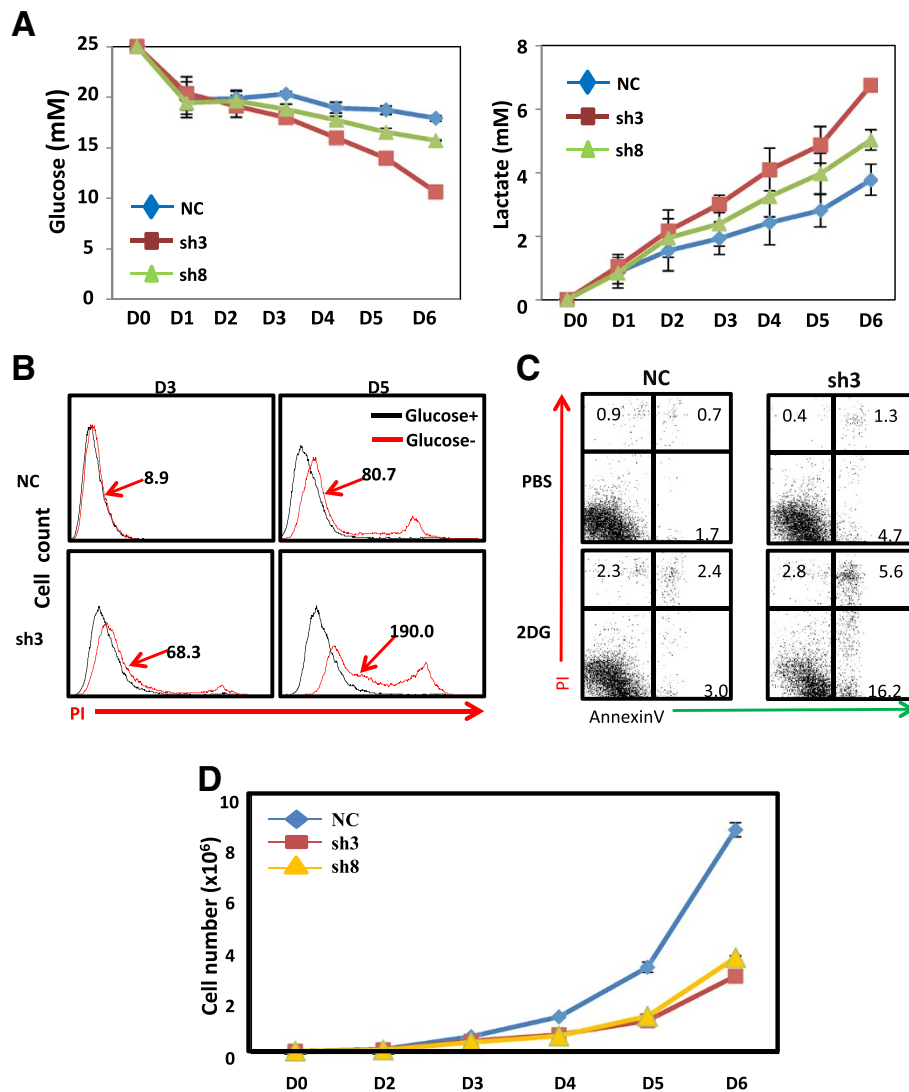 A
Glucose (mM)
25
20
15
10
5
0
NC
sh3
sh8
D0 D1 D2 D3 D4 D5 D6
Lactate (mM)
8
6
4
2
0
NC
sh3
sh8
D0 D1 D2 D3 D4 D5 D6
B
D3 D5
Cell count
NC
8.9
Glucose+
Glucose-
80.7
sh3
68.3
190.0
PI
C
NC sh3
PBS
0.9 0.7
1.7
0.4 1.3
4.7
2DG
2.3 2.4
3.0
2.8 5.6
16.2
PI
AnnexinV
D
Cell number (x10⁶)
10
8
6
4
2
0
NC
sh3
sh8
D0 D2 D3 D4 D5 D6